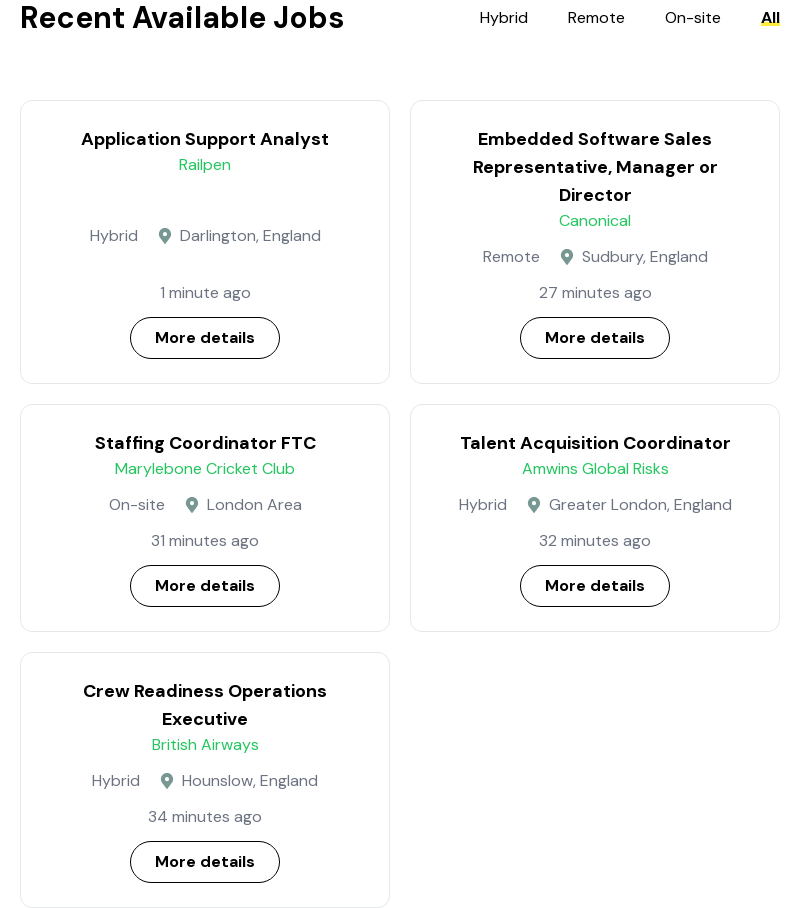 Recent Available Jobs
Hybrid
Remote
On-site
All
Application Support Analyst
Railpen
Hybrid
Darlington, England
1 minute ago
More details
Embedded Software Sales
Representative, Manager or
Director
Canonical
Remote
Sudbury, England
27 minutes ago
More details
Staffing Coordinator FTC
Marylebone Cricket Club
On-site
London Area
31 minutes ago
More details
Talent Acquisition Coordinator
Amwins Global Risks
Hybrid
Greater London, England
32 minutes ago
More details
Crew Readiness Operations
Executive
British Airways
Hybrid
Hounslow, England
34 minutes ago
More details